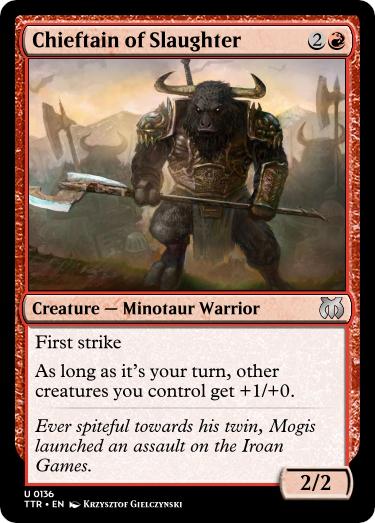 Chieftain of Slaughter 2
Creature — Minotaur Warrior
First strike
As long as it's your turn, other
creatures you control get +1/+0.
Ever spiteful towards his twin, Mogis
launched an assault on the Iroan
Games.
2/2
U 0136
TTR • EN Krzysztof Gielczynski